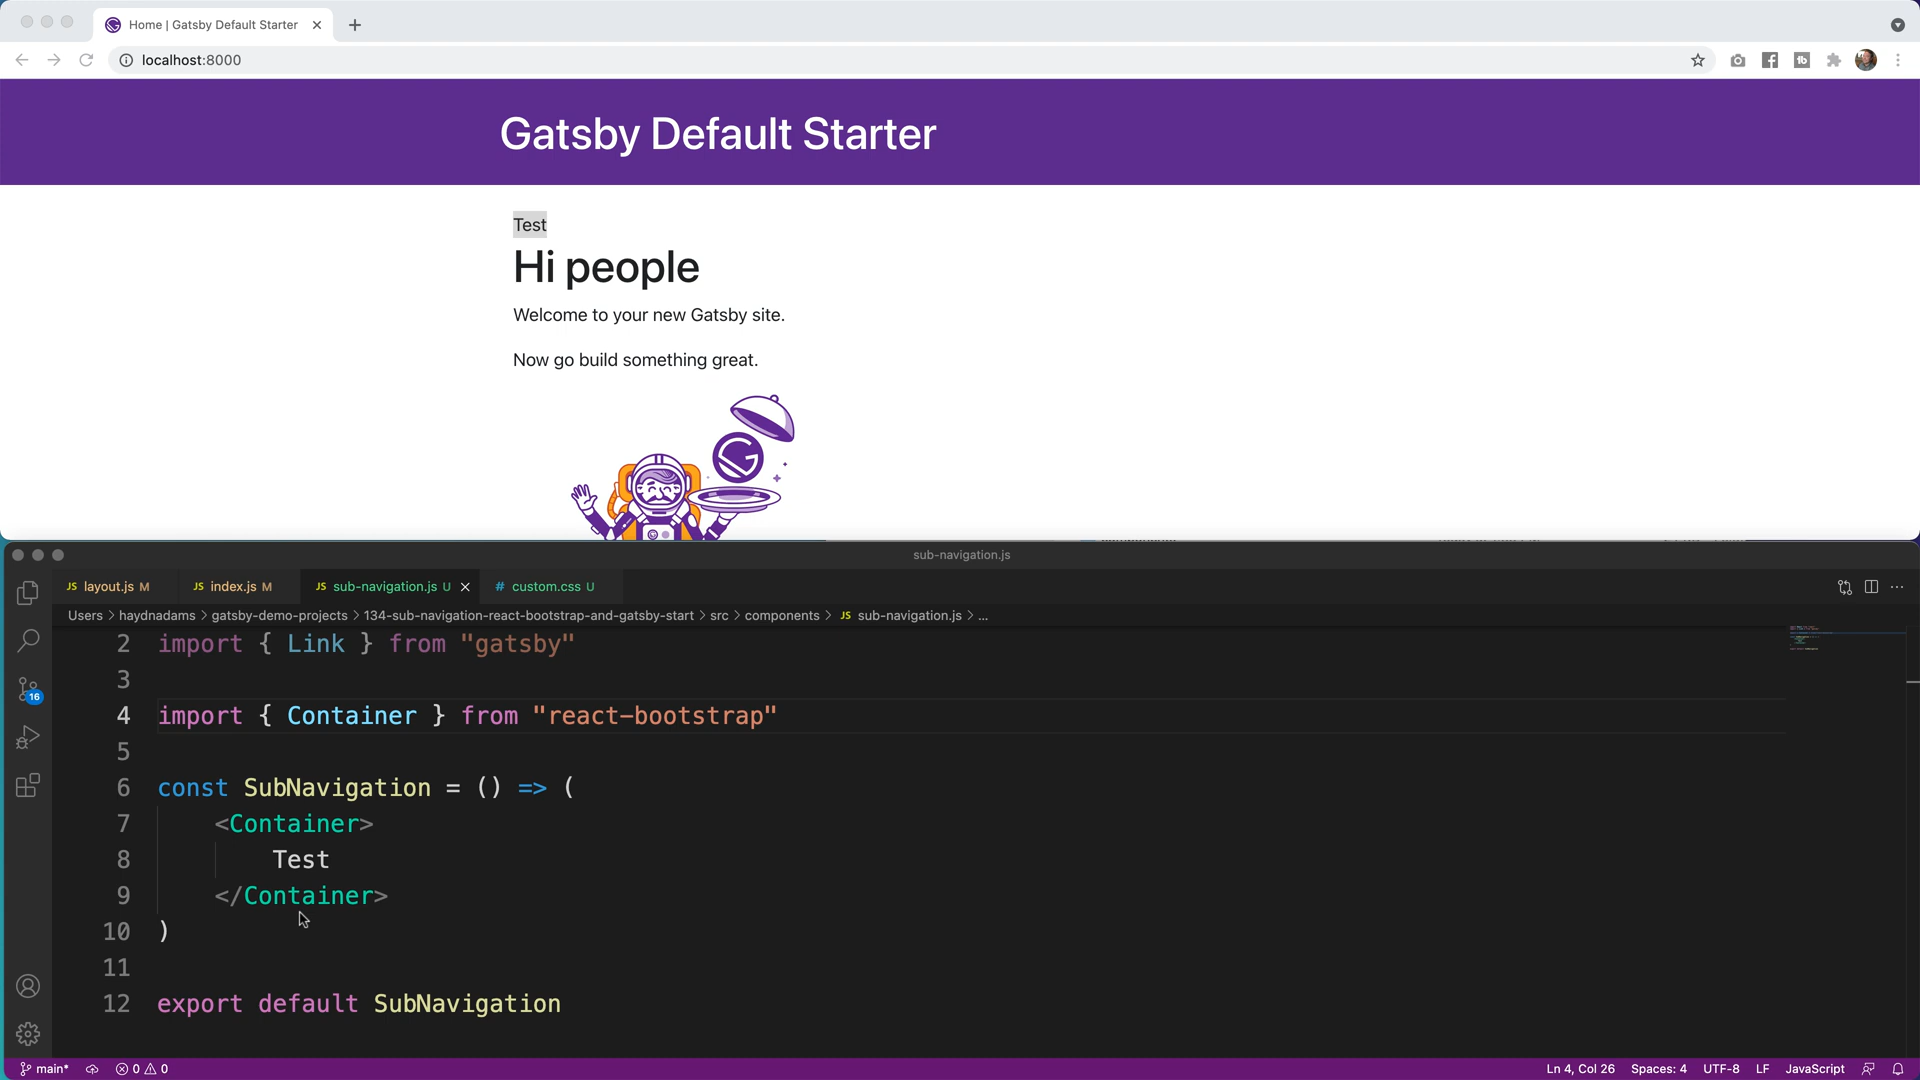 Home | Gatsby Default Starter
localhost:8000
Gatsby Default Starter
Test
Hi people
Welcome to your new Gatsby site.
Now go build something great.
sub-navigation.js
JS layout.js M
JS index.js M
JS sub-navigation.js U
# custom.css U
Users > haydnadams > gatsby-demo-projects > 134-sub-navigation-react-bootstrap-and-gatsby-start > src > components > JS sub-navigation.js > ...
16
2 import { Link } from "gatsby"
3
4 import { Container } from "react-bootstrap"
5
6 const SubNavigation = () => (
7 <Container>
8 Test
9 </Container>
10 )
11
12 export default SubNavigation
main* 0 0 Ln 4, Col 26 Spaces: 4 UTF-8 LF JavaScript